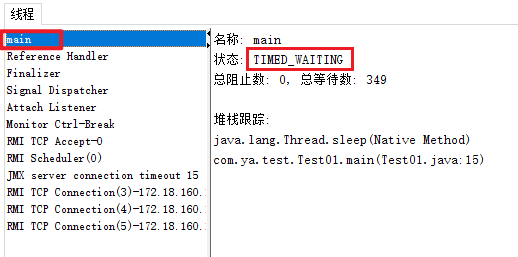 线程
main
Reference Handler
Finalizer
Signal Dispatcher
Attach Listener
Monitor Ctrl-Break
RMI TCP Accept-0
RMI Scheduler(0)
JMX server connection timeout 15
RMI TCP Connection(3)-172.18.160.
RMI TCP Connection(4)-172.18.160.
RMI TCP Connection(5)-172.18.160.
名称: main
状态: TIMED_WAITING
总阻止数: 0, 总等待数: 349
堆栈跟踪:
java.lang.Thread.sleep(Native Method)
com.ya.test.Test01.main(Test01.java:15)